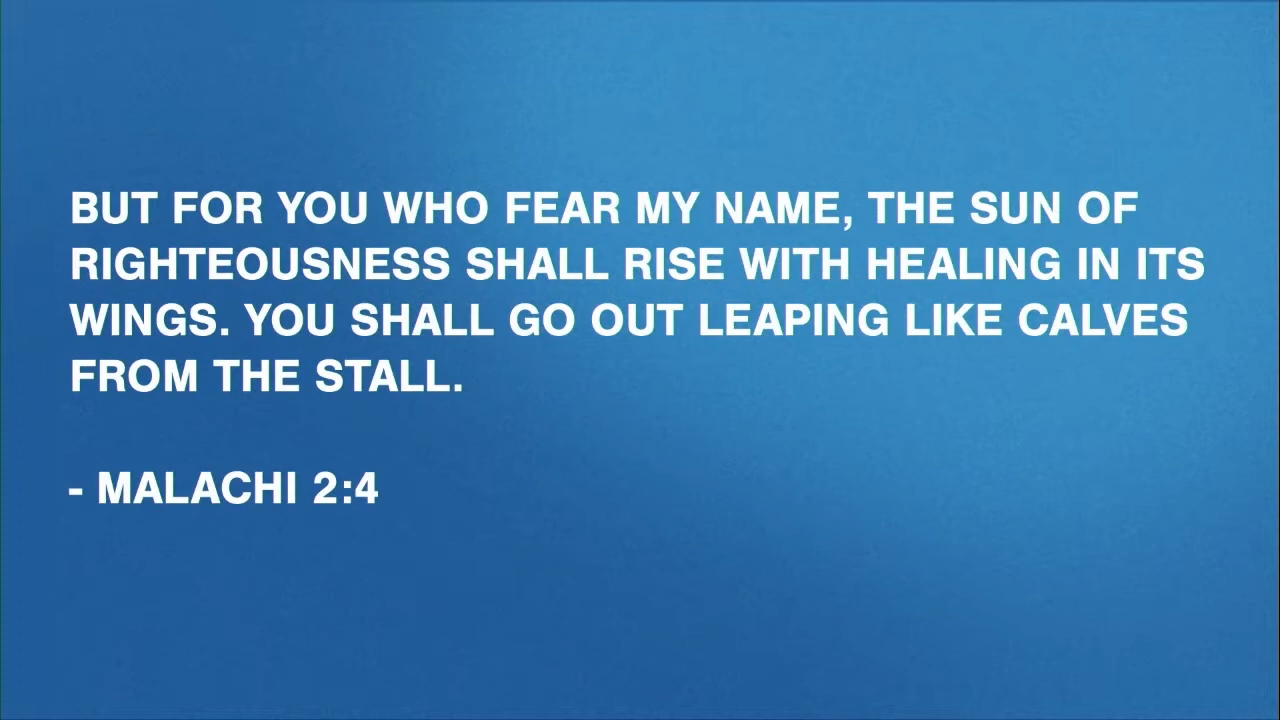 BUT FOR YOU WHO FEAR MY NAME, THE SUN OF
RIGHTEOUSNESS SHALL RISE WITH HEALING IN ITS
WINGS. YOU SHALL GO OUT LEAPING LIKE CALVES
FROM THE STALL.
- MALACHI 2:4